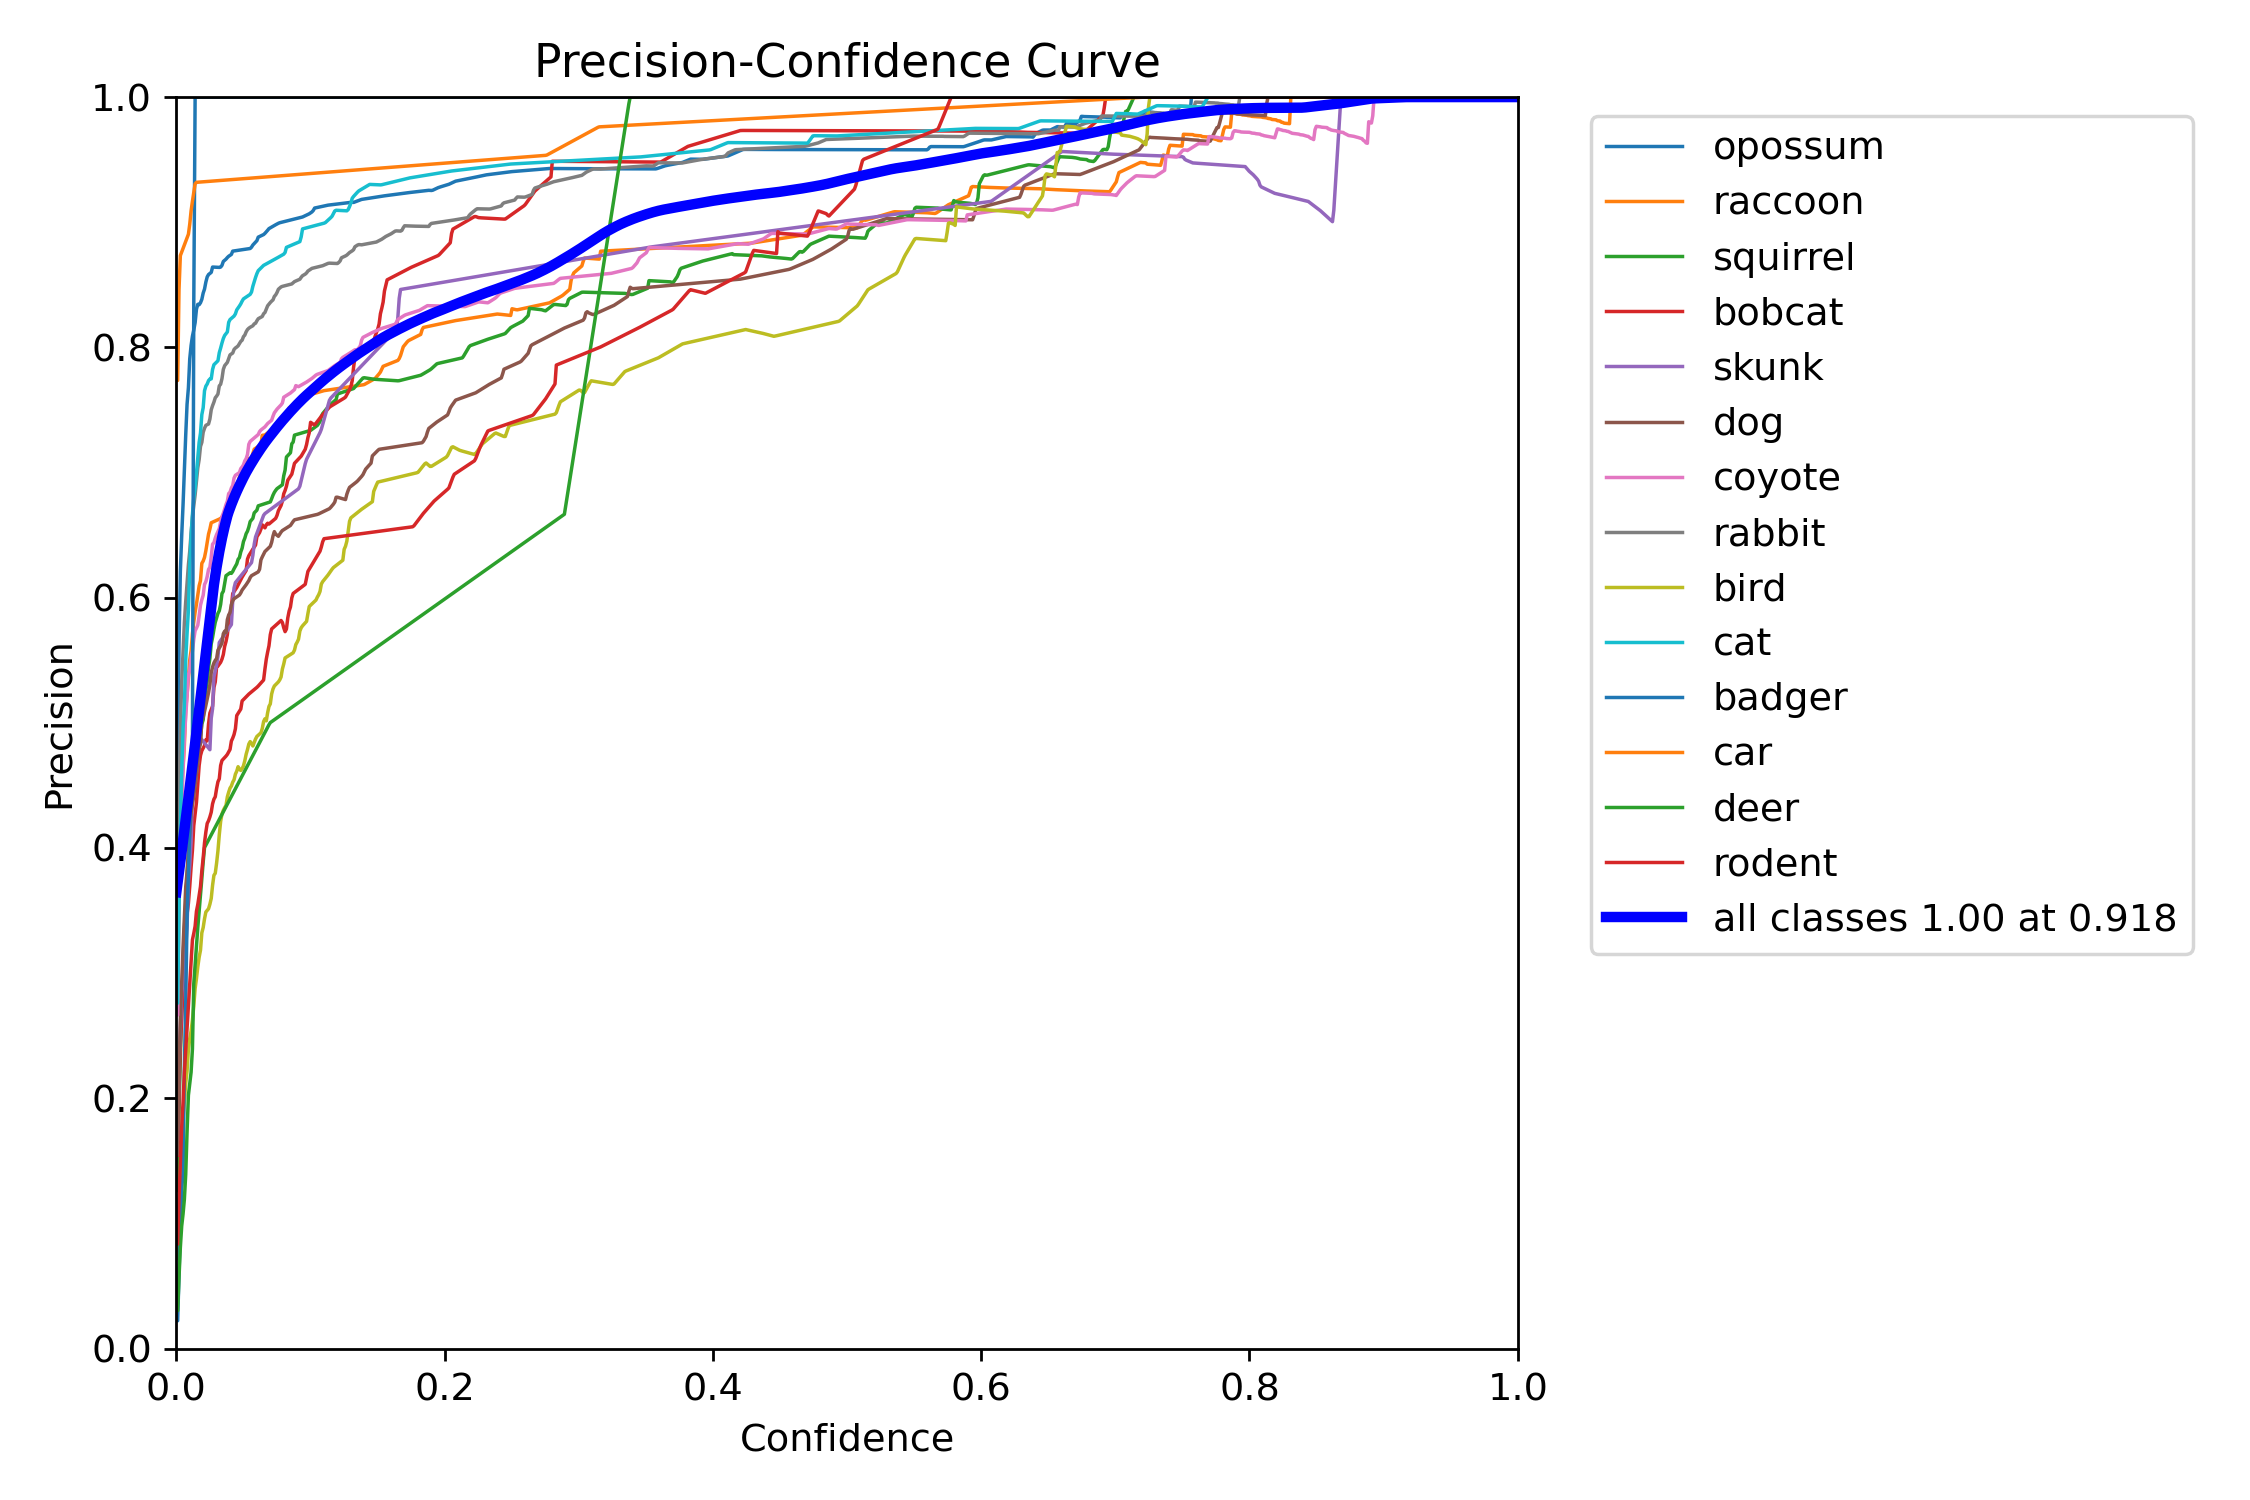 Precision-Confidence Curve
1.0
0.8
0.6
0.4
0.2
0.0
Precision
0.0 0.2 0.4 0.6 0.8 1.0
Confidence
opossum
raccoon
squirrel
bobcat
skunk
dog
coyote
rabbit
bird
cat
badger
car
deer
rodent
all classes 1.00 at 0.918